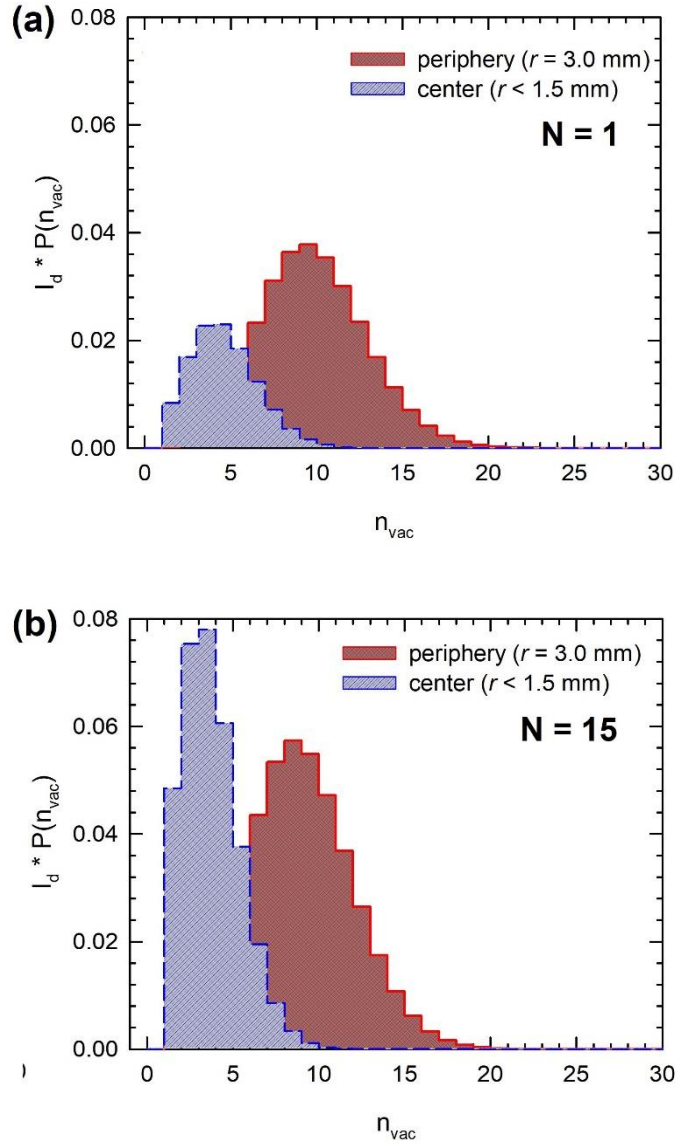 (a)
0.08
0.06
0.04
0.02
0.00
I_d * P(n_vac)
periphery (r = 3.0 mm)
center (r < 1.5 mm)
N = 1
0 5 10 15 20 25 30
n_vac
(b)
0.08
0.06
0.04
0.02
0.00
I_d * P(n_vac)
periphery (r = 3.0 mm)
center (r < 1.5 mm)
N = 15
0 5 10 15 20 25 30
n_vac